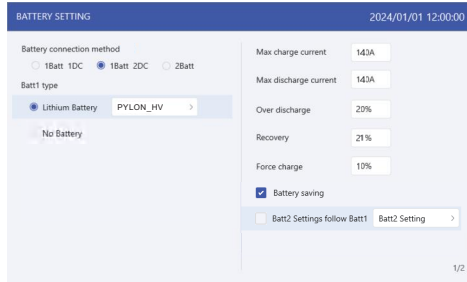 BATTERY SETTING
2024/01/01 12:00:00
Battery connection method
1Batt 1DC
1Batt 2DC
2Batt
Batt1 type
Lithium Battery
PYLON_HV >
No Battery
Max charge current
140A
Max discharge current
140A
Over discharge
20%
Recovery
21%
Force charge
10%
Battery saving
Batt2 Settings follow Batt1
Batt2 Setting >
1/2